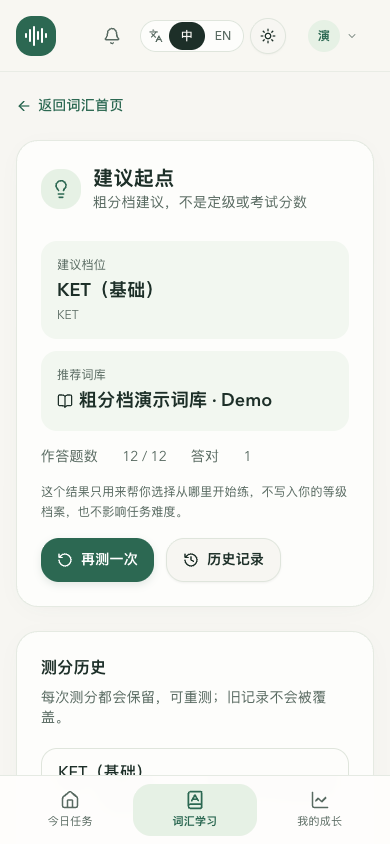 中 EN 演
返回词汇首页
建议起点
粗分档建议，不是定级或考试分数
建议档位
KET（基础）
KET
推荐词库
粗分档演示词库 · Demo
作答题数 12 / 12 答对 1
这个结果只用来帮你选择从哪里开始练，不写入你的等级
档案，也不影响任务难度。
再测一次 历史记录
测分历史
每次测分都会保留，可重测；旧记录不会被覆
盖。
KET（基础）
今日任务 词汇学习 我的成长